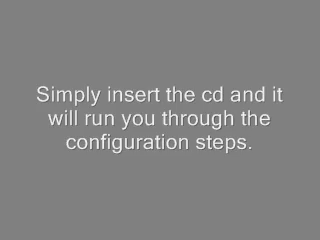 Simply insert the cd and it
will run you through the
configuration steps.